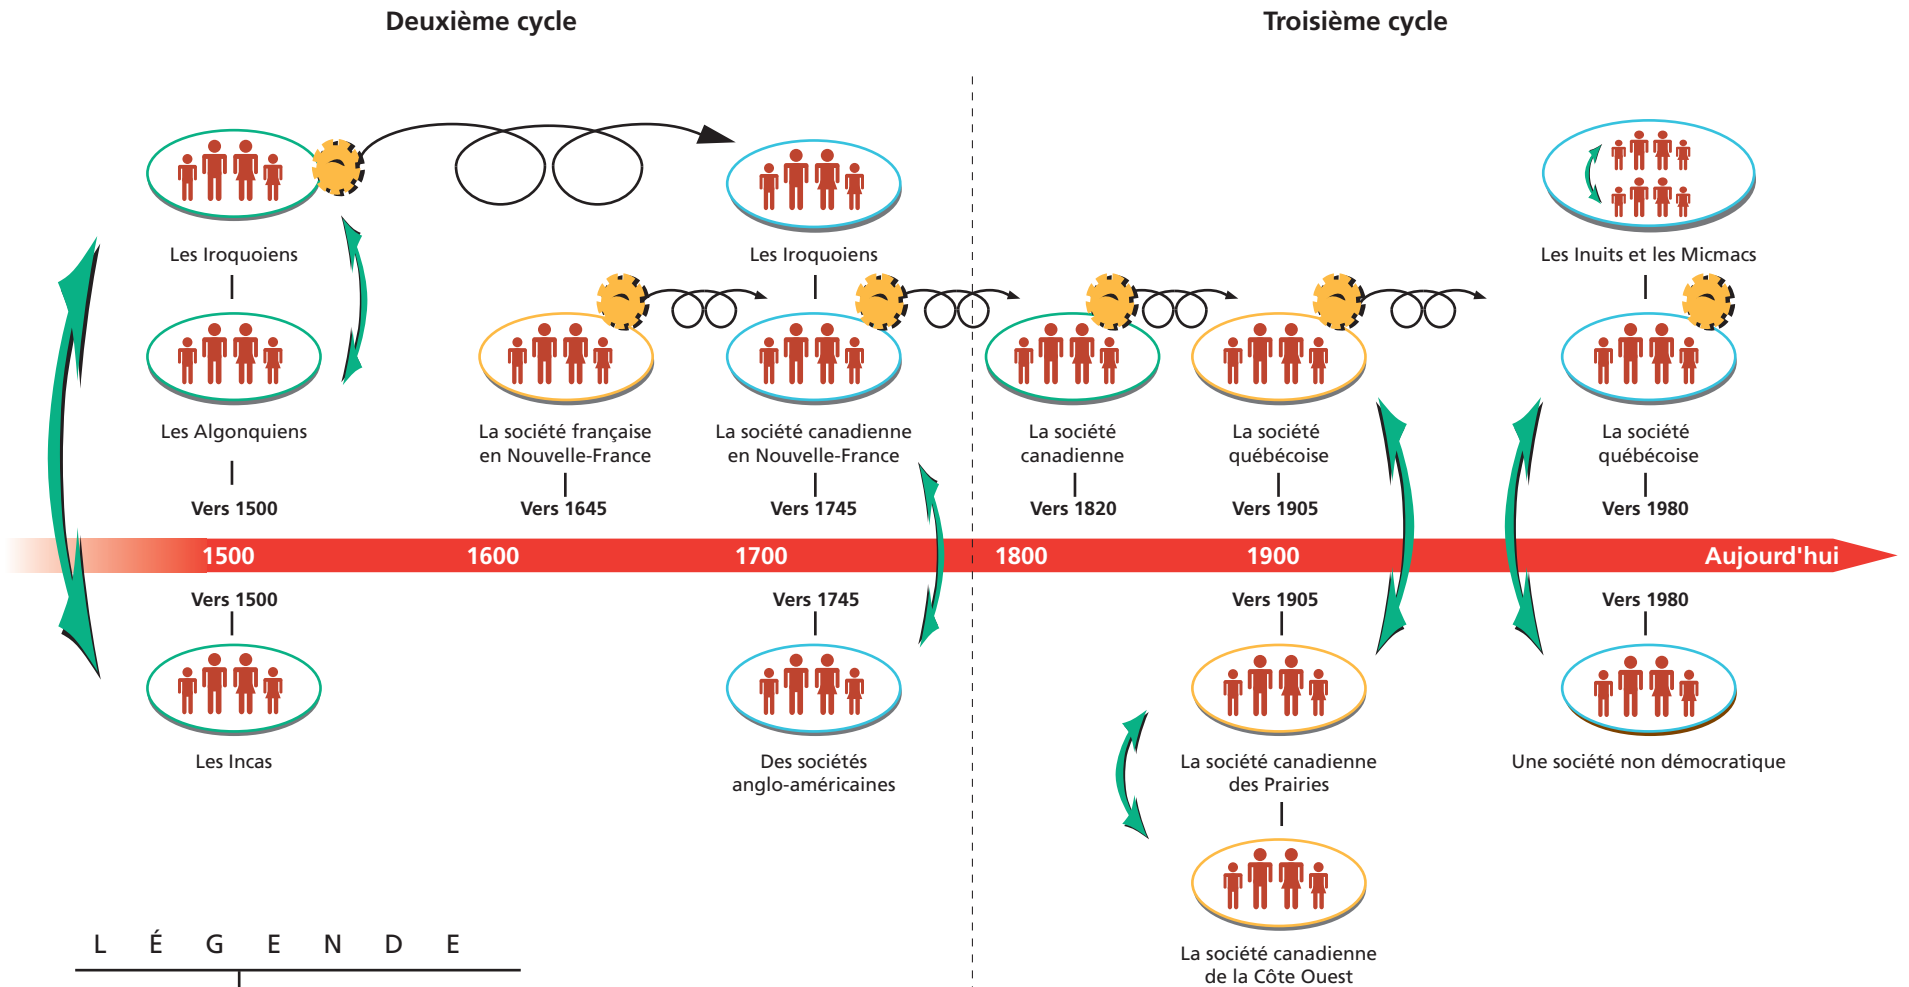 Deuxième cycle
Troisième cycle
Les Iroquoiens
Les Iroquoiens
Les Inuits et les Micmacs
Les Algonquiens
La société française
en Nouvelle-France
La société canadienne
en Nouvelle-France
La société
canadienne
La société
québécoise
La société
québécoise
Vers 1500
Vers 1645
Vers 1745
Vers 1820
Vers 1905
Vers 1980
1500
1600
1700
1800
1900
Aujourd'hui
Vers 1500
Vers 1745
Vers 1905
Vers 1980
Les Incas
Des sociétés
anglo-américaines
La société canadienne
des Prairies
Une société non démocratique
La société canadienne
de la Côte Ouest
LÉGENDE